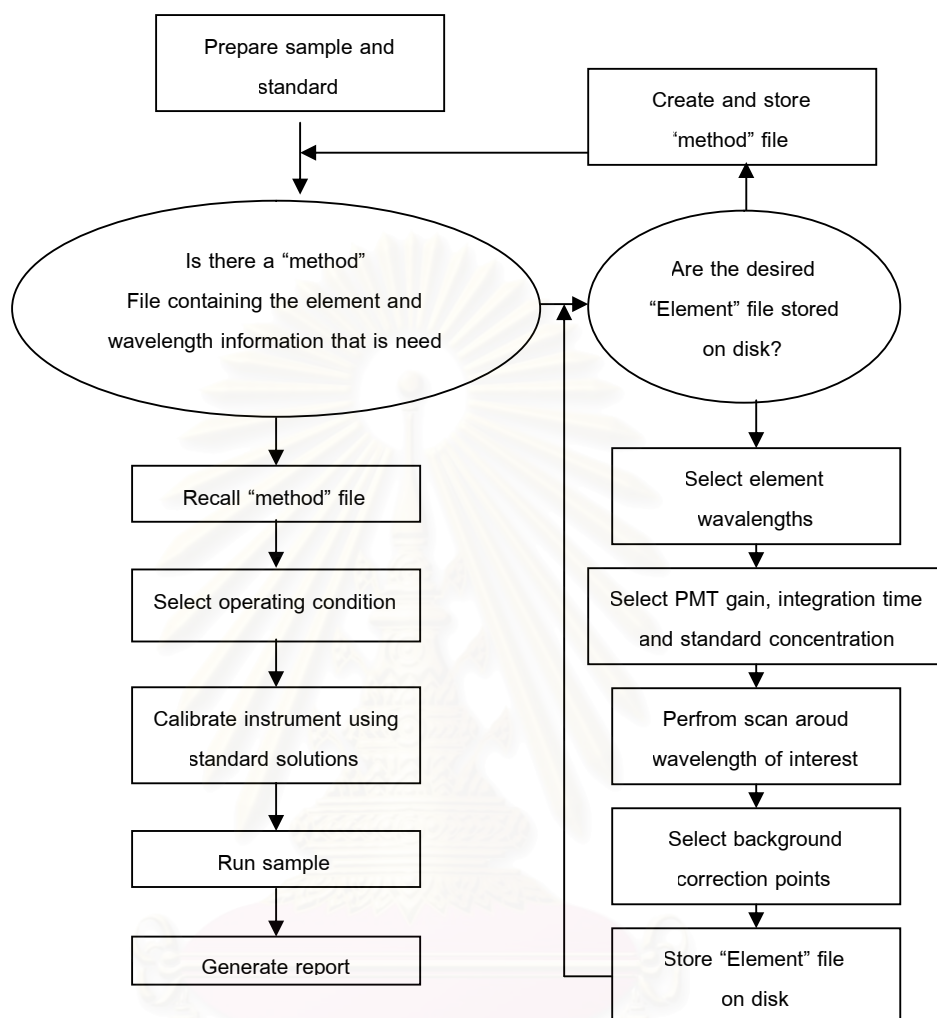 Prepare sample and
standard
Create and store
“method” file
Is there a “method”
File containing the element and
wavelength information that is need
Are the desired
“Element” file stored
on disk?
Recall “method” file
Select operating condition
Calibrate instrument using
standard solutions
Run sample
Generate report
Select element
wavalengths
Select PMT gain, integration time
and standard concentration
Perfrom scan aroud
wavelength of interest
Select background
correction points
Store “Element” file
on disk